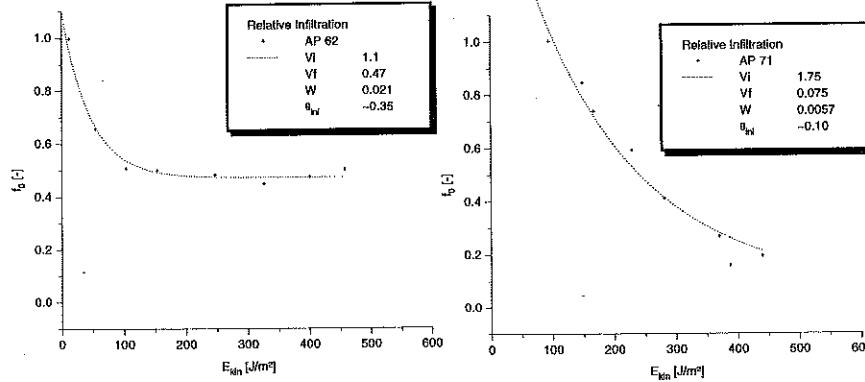 Relative Infiltration
AP 62
Vi 1.1
Vf 0.47
W 0.021
θini ~0.35
1.0
0.8
0.6
0.4
0.2
0.0
fp [-]
0 100 200 300 400 500 600
Ekin [J/m²]
Relative Infiltration
AP 71
Vi 1.75
Vf 0.075
W 0.0057
θini ~0.10
1.0
0.8
0.6
0.4
0.2
0.0
fp [-]
0 100 200 300 400 500 600
Ekin [J/m²]